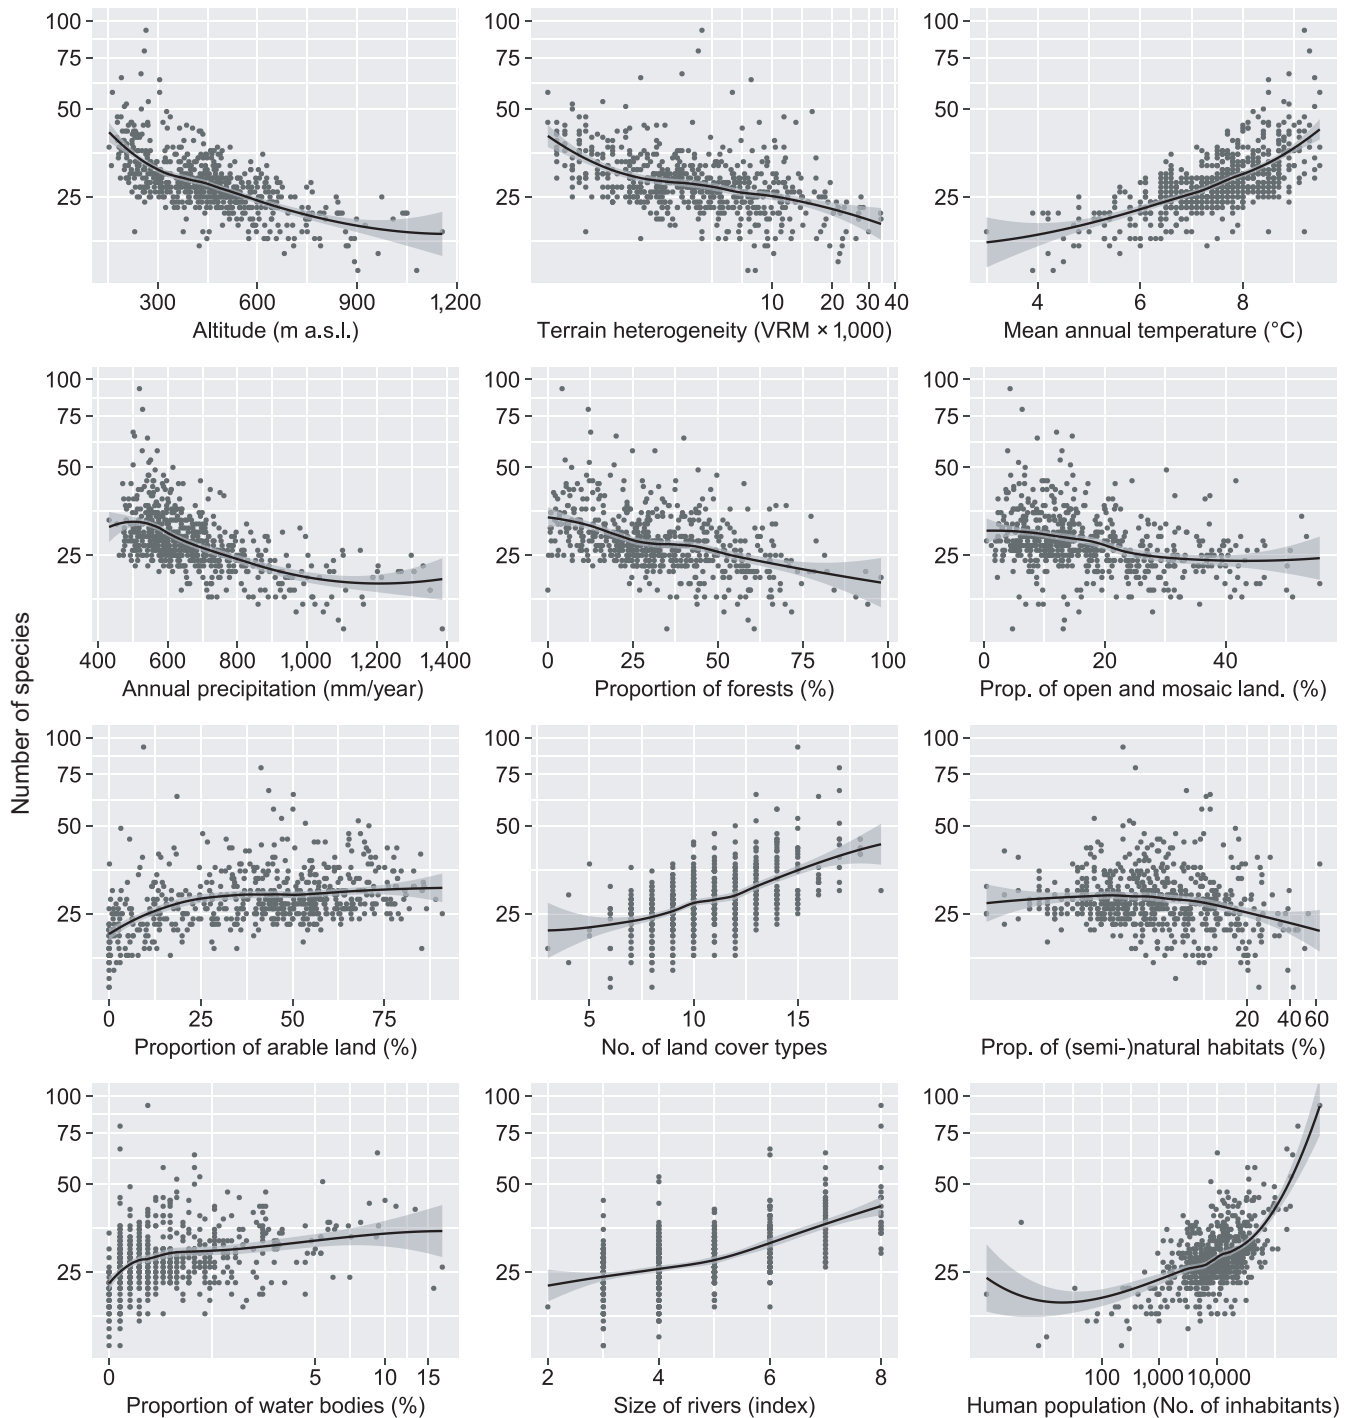 100
75
50
25
300 600 900 1,200
Altitude (m a.s.l.)
100
75
50
25
10 20 30 40
Terrain heterogeneity (VRM × 1,000)
100
75
50
25
4 6 8
Mean annual temperature (°C)
100
75
50
25
400 600 800 1,000 1,200 1,400
Annual precipitation (mm/year)
100
75
50
25
0 25 50 75 100
Proportion of forests (%)
100
75
50
25
0 20 40
Prop. of open and mosaic land. (%)
Number of species
100
75
50
25
0 25 50 75
Proportion of arable land (%)
100
75
50
25
5 10 15
No. of land cover types
100
75
50
25
20 40 60
Prop. of (semi-)natural habitats (%)
100
75
50
25
0 5 10 15
Proportion of water bodies (%)
100
75
50
25
2 4 6 8
Size of rivers (index)
100
75
50
25
100 1,000 10,000
Human population (No. of inhabitants)